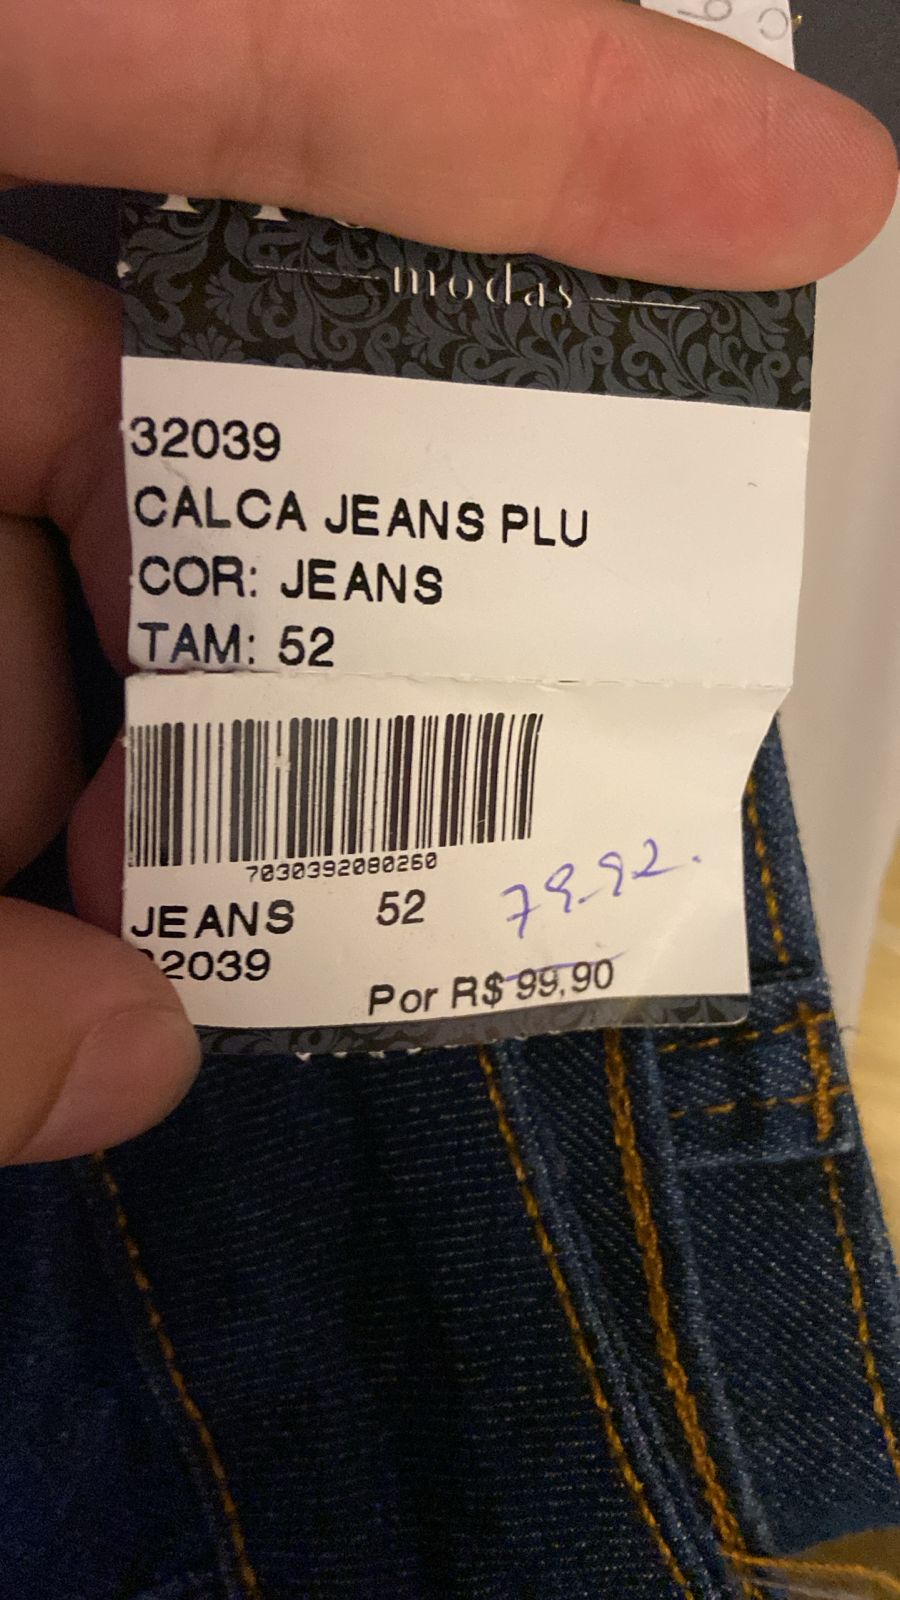 modas
32039
CALCA JEANS PLU
COR: JEANS
TAM: 52
7030392080260
JEANS 52 79.92.
2039
Por R$ 99,90